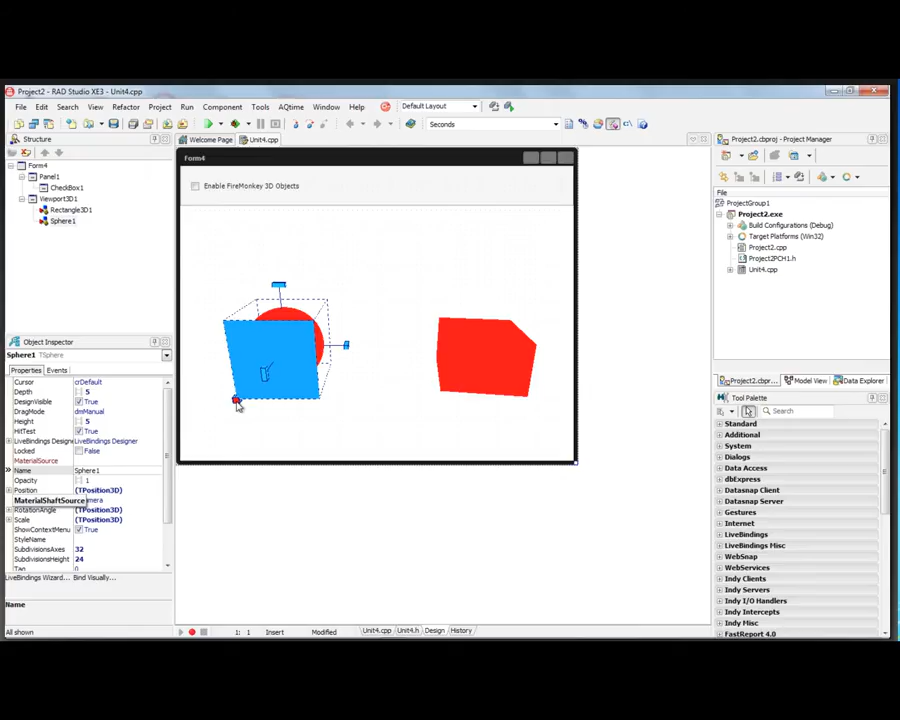 Project2 - RAD Studio XE3 - Unit4.cpp
File Edit Search View Refactor Project Run Component Tools AQtime Window Help Default Layout
Seconds
Structure
Form4
Panel1
CheckBox1
Viewport3D1
Rectangle3D1
Sphere1
Welcome Page Unit4.cpp
Form4
Enable FireMonkey 3D Objects
Object Inspector
Sphere1 TSphere
Properties Events
Cursor crDefault
Depth 5
DesignVisible True
DragMode dmManual
Height 5
HitTest True
LiveBindings Designer LiveBindings Designer
Locked False
MaterialSource
Name Sphere1
Opacity 1
Position (TPosition3D)
MaterialShaftSource amera
RotationAngle (TPosition3D)
Scale (TPosition3D)
ShowContextMenu True
StyleName
SubdivisionsAxes 32
SubdivisionsHeight 24
Tag 0
LiveBindings Wizard... Bind Visually...
Name
All shown
1: 1 Insert Modified Unit4.cpp Unit4.h Design History
Project2.cbproj - Project Manager
File
ProjectGroup1
Project2.exe
Build Configurations (Debug)
Target Platforms (Win32)
Project2.cpp
Project2PCH1.h
Unit4.cpp
Project2.cbpr... Model View Data Explorer
Tool Palette
Search
Standard
Additional
System
Dialogs
Data Access
dbExpress
Datasnap Client
Datasnap Server
Gestures
Internet
LiveBindings
LiveBindings Misc
WebSnap
WebServices
Indy Clients
Indy Servers
Indy I/O Handlers
Indy Intercepts
Indy Misc
FastReport 4.0